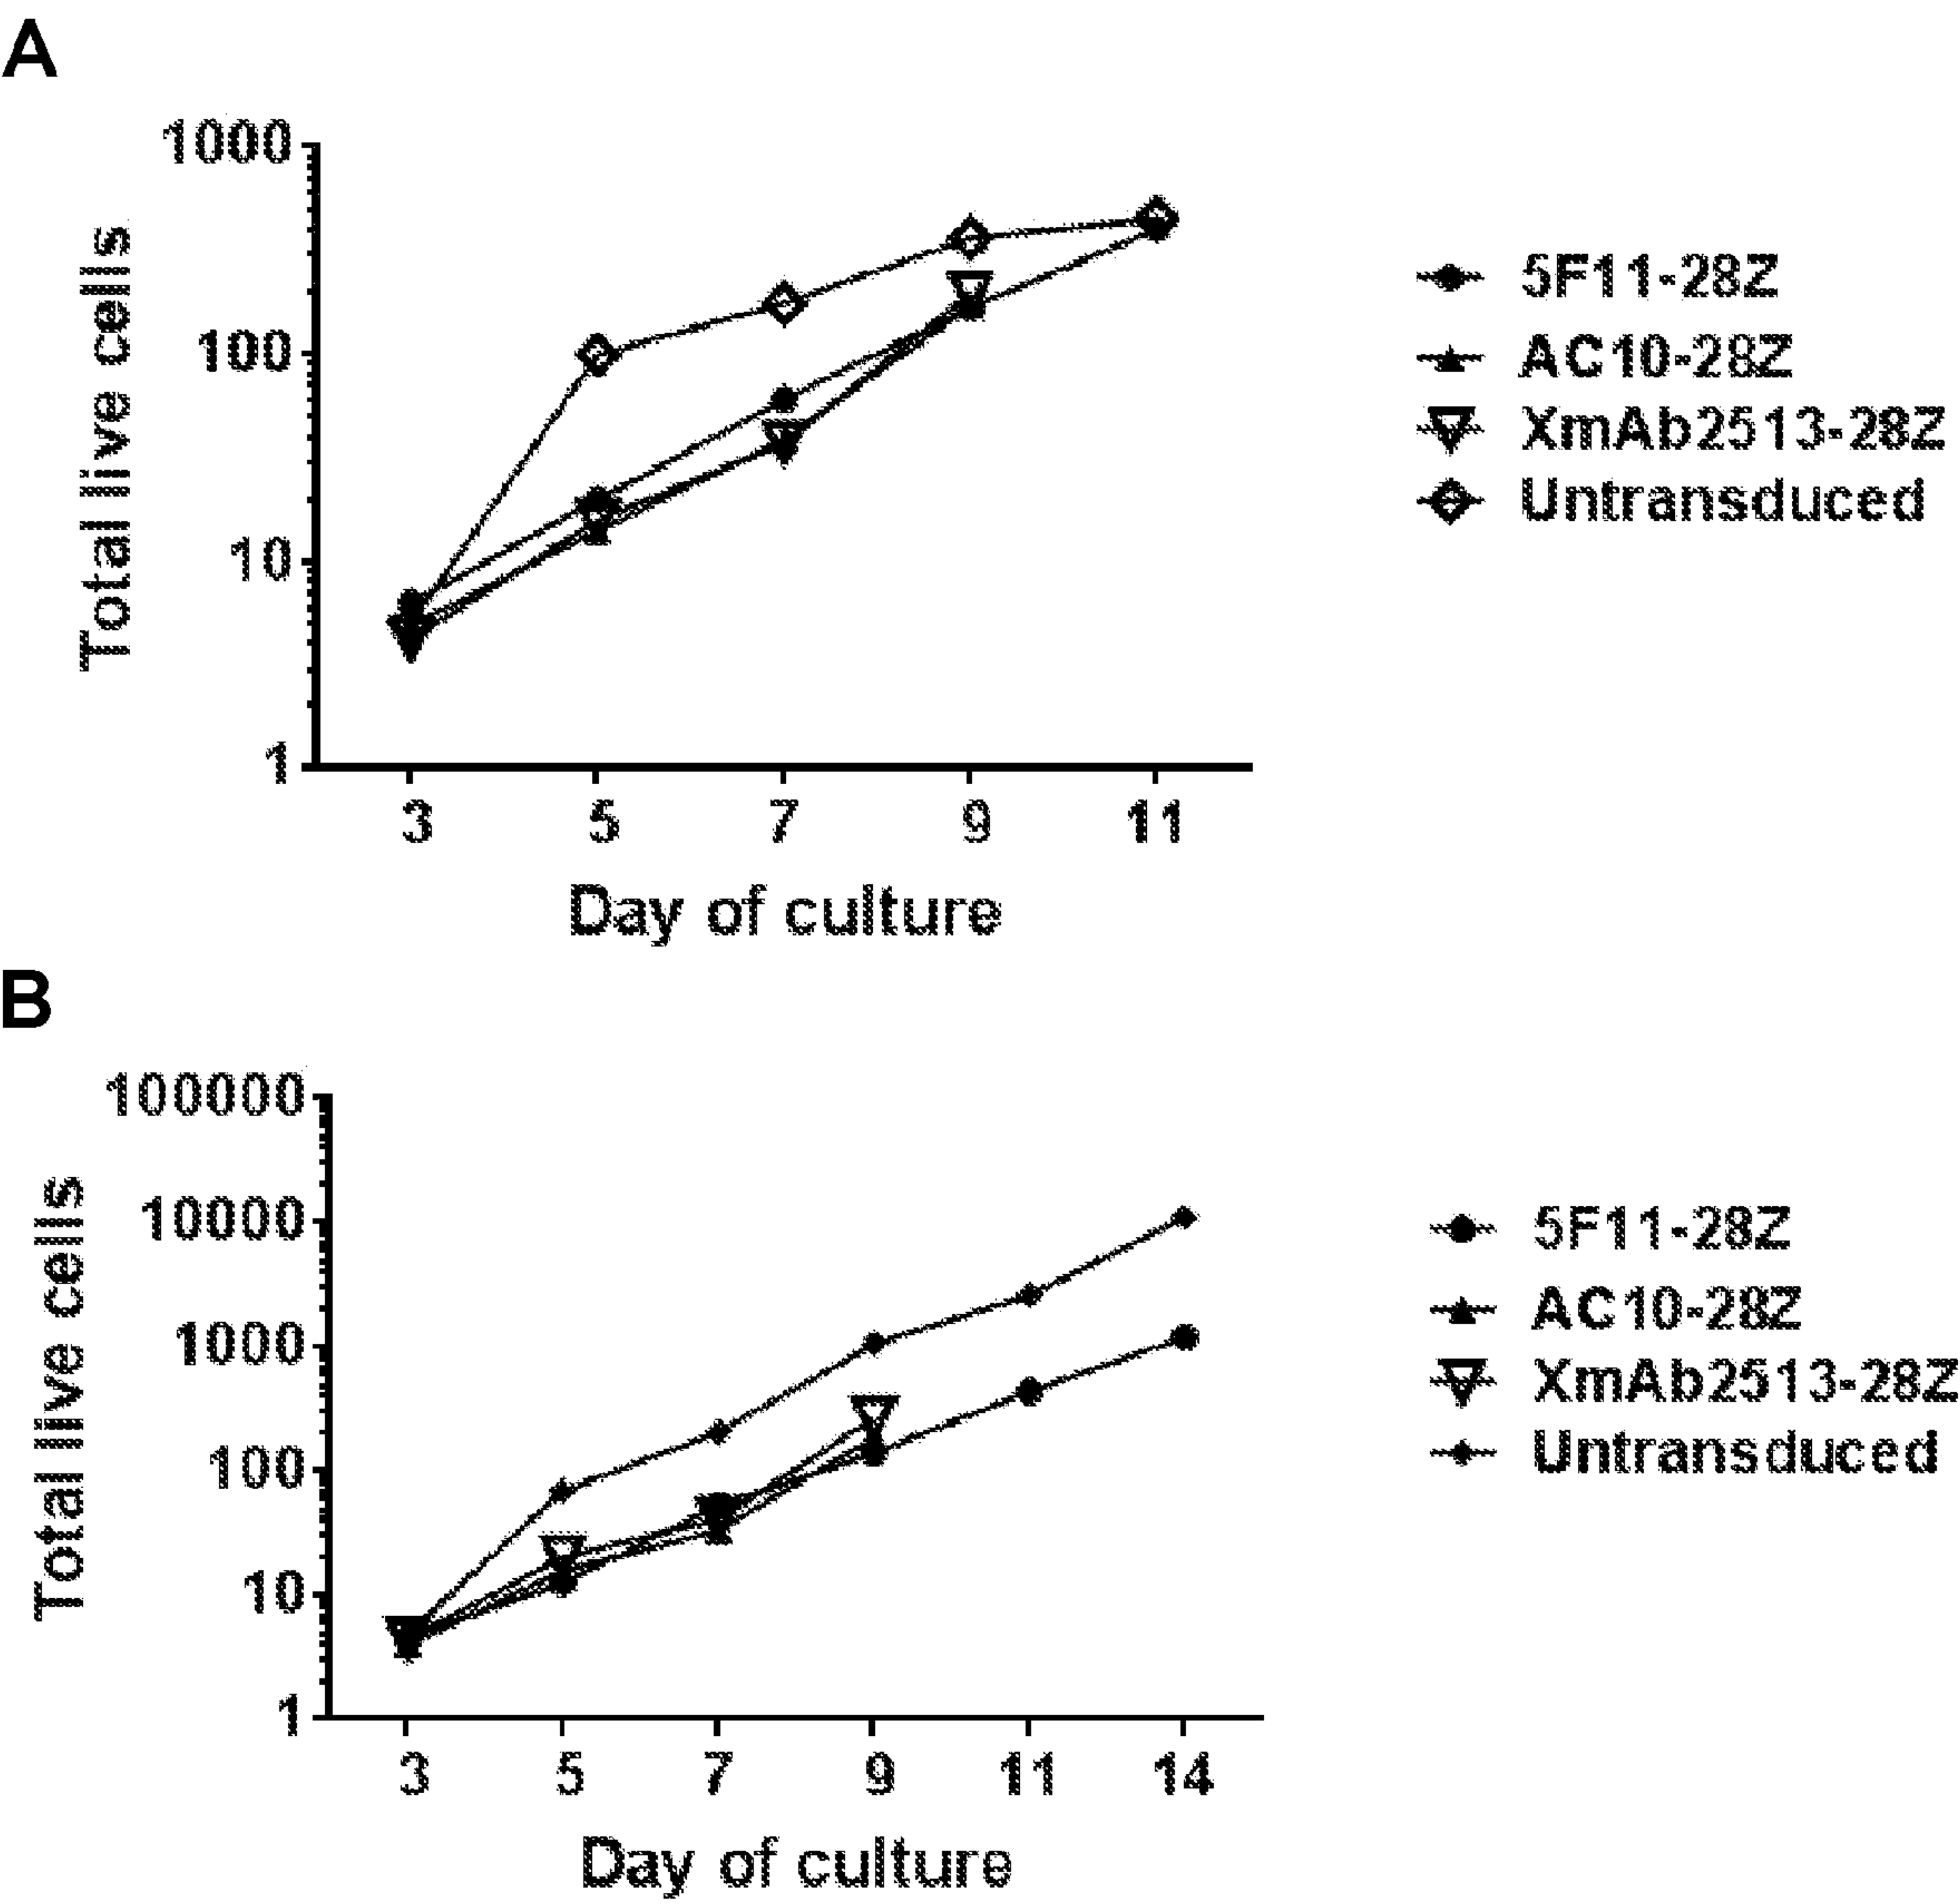 A
1000
100
10
1
Total live cells
3 5 7 9 11
Day of culture
5F11-28Z
AC10-28Z
XmAb2513-28Z
Untransduced
B
100000
10000
1000
100
10
1
Total live cells
3 5 7 9 11 14
Day of culture
5F11-28Z
AC10-28Z
XmAb2513-28Z
Untransduced